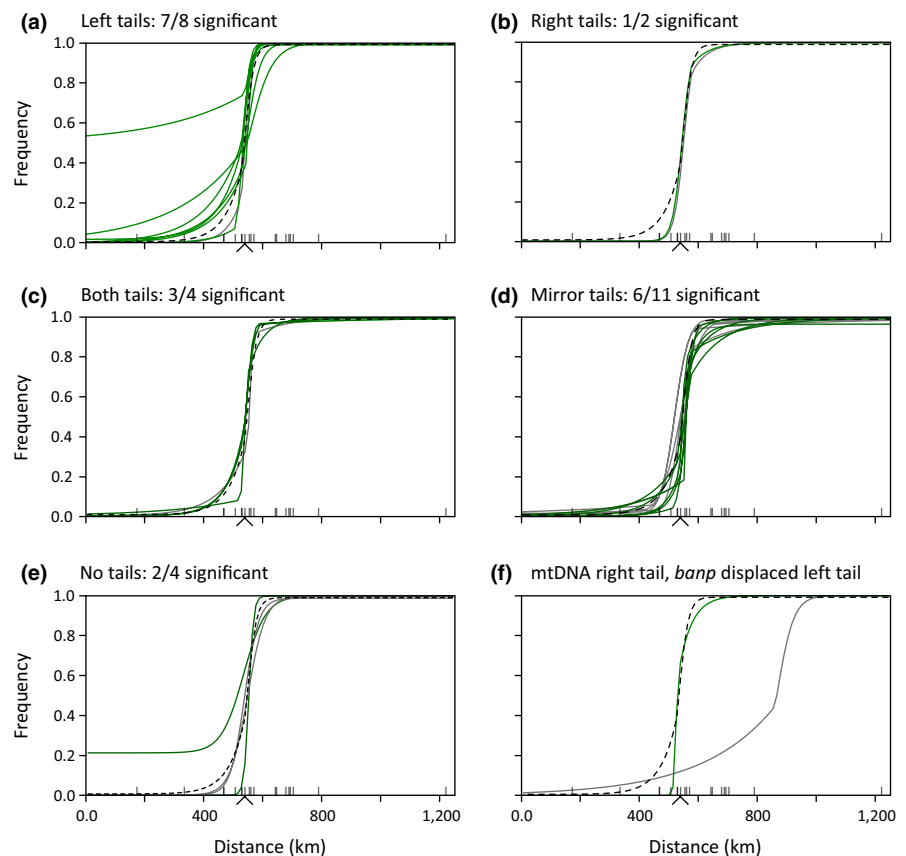 (a) Left tails: 7/8 significant
(b) Right tails: 1/2 significant
1.0
0.8
0.6
0.4
0.2
0.0
Frequency
(c) Both tails: 3/4 significant
(d) Mirror tails: 6/11 significant
1.0
0.8
0.6
0.4
0.2
0.0
Frequency
(e) No tails: 2/4 significant
(f) mtDNA right tail, banp displaced left tail
1.0
0.8
0.6
0.4
0.2
0.0
Frequency
0.0 400 800 1,200
0.0 400 800 1,200
Distance (km)
Distance (km)